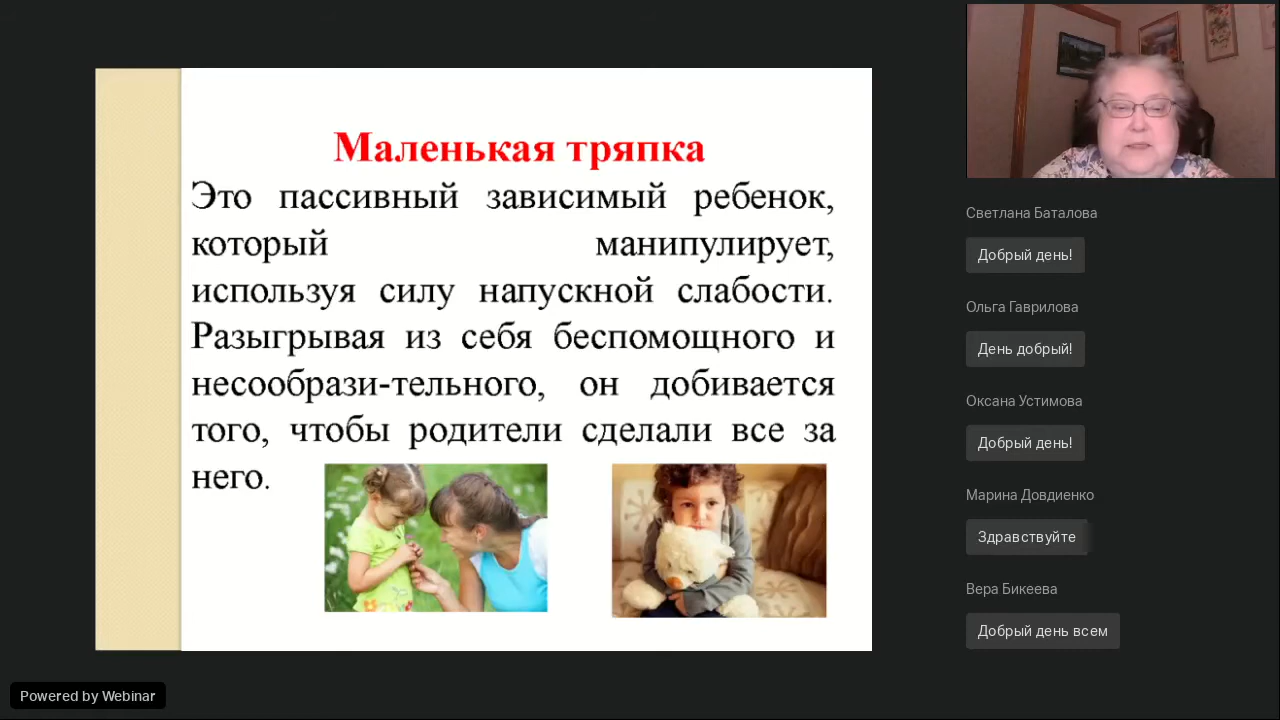 Маленькая тряпка
Это пассивный зависимый ребенок,
который манипулирует,
используя силу напускной слабости.
Разыгрывая из себя беспомощного и
несообрази-тельного, он добивается
того, чтобы родители сделали все за
него.
Светлана Баталова
Добрый день!
Ольга Гаврилова
День добрый!
Оксана Устимова
Добрый день!
Марина Довдиенко
Здравствуйте
Вера Бикеева
Добрый день всем
Powered by Webinar